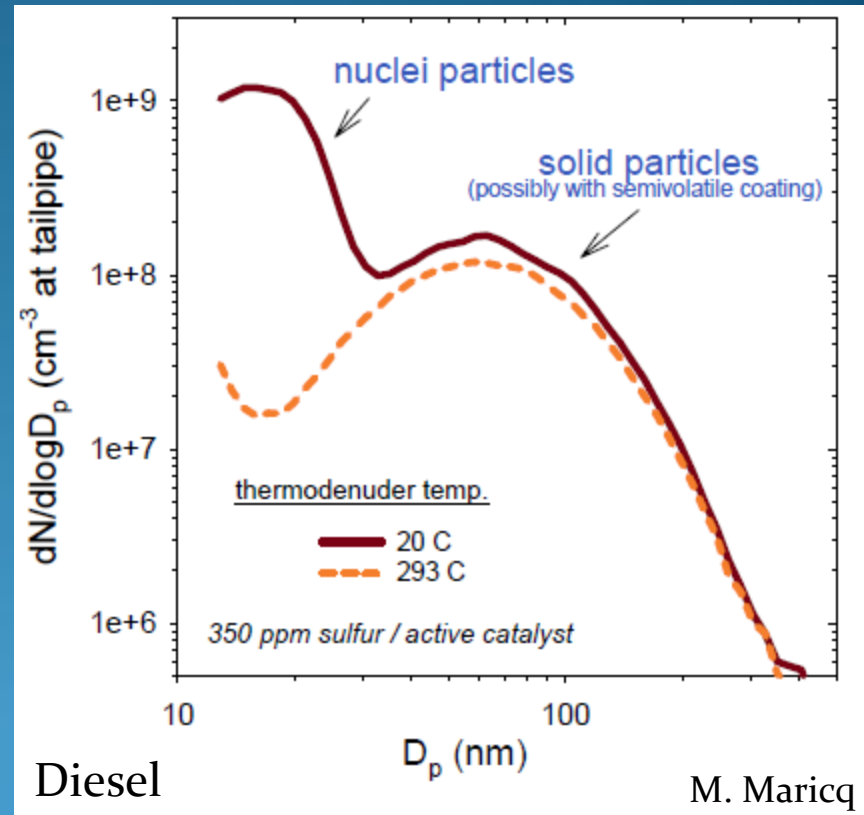 nuclei particles
solid particles
(possibly with semivolatile coating)
dN/dlogDp (cm-3 at tailpipe)
1e+9
1e+8
1e+7
1e+6
thermodenuder temp.
20 C
293 C
350 ppm sulfur / active catalyst
10
100
Dp (nm)
Diesel
M. Maricq